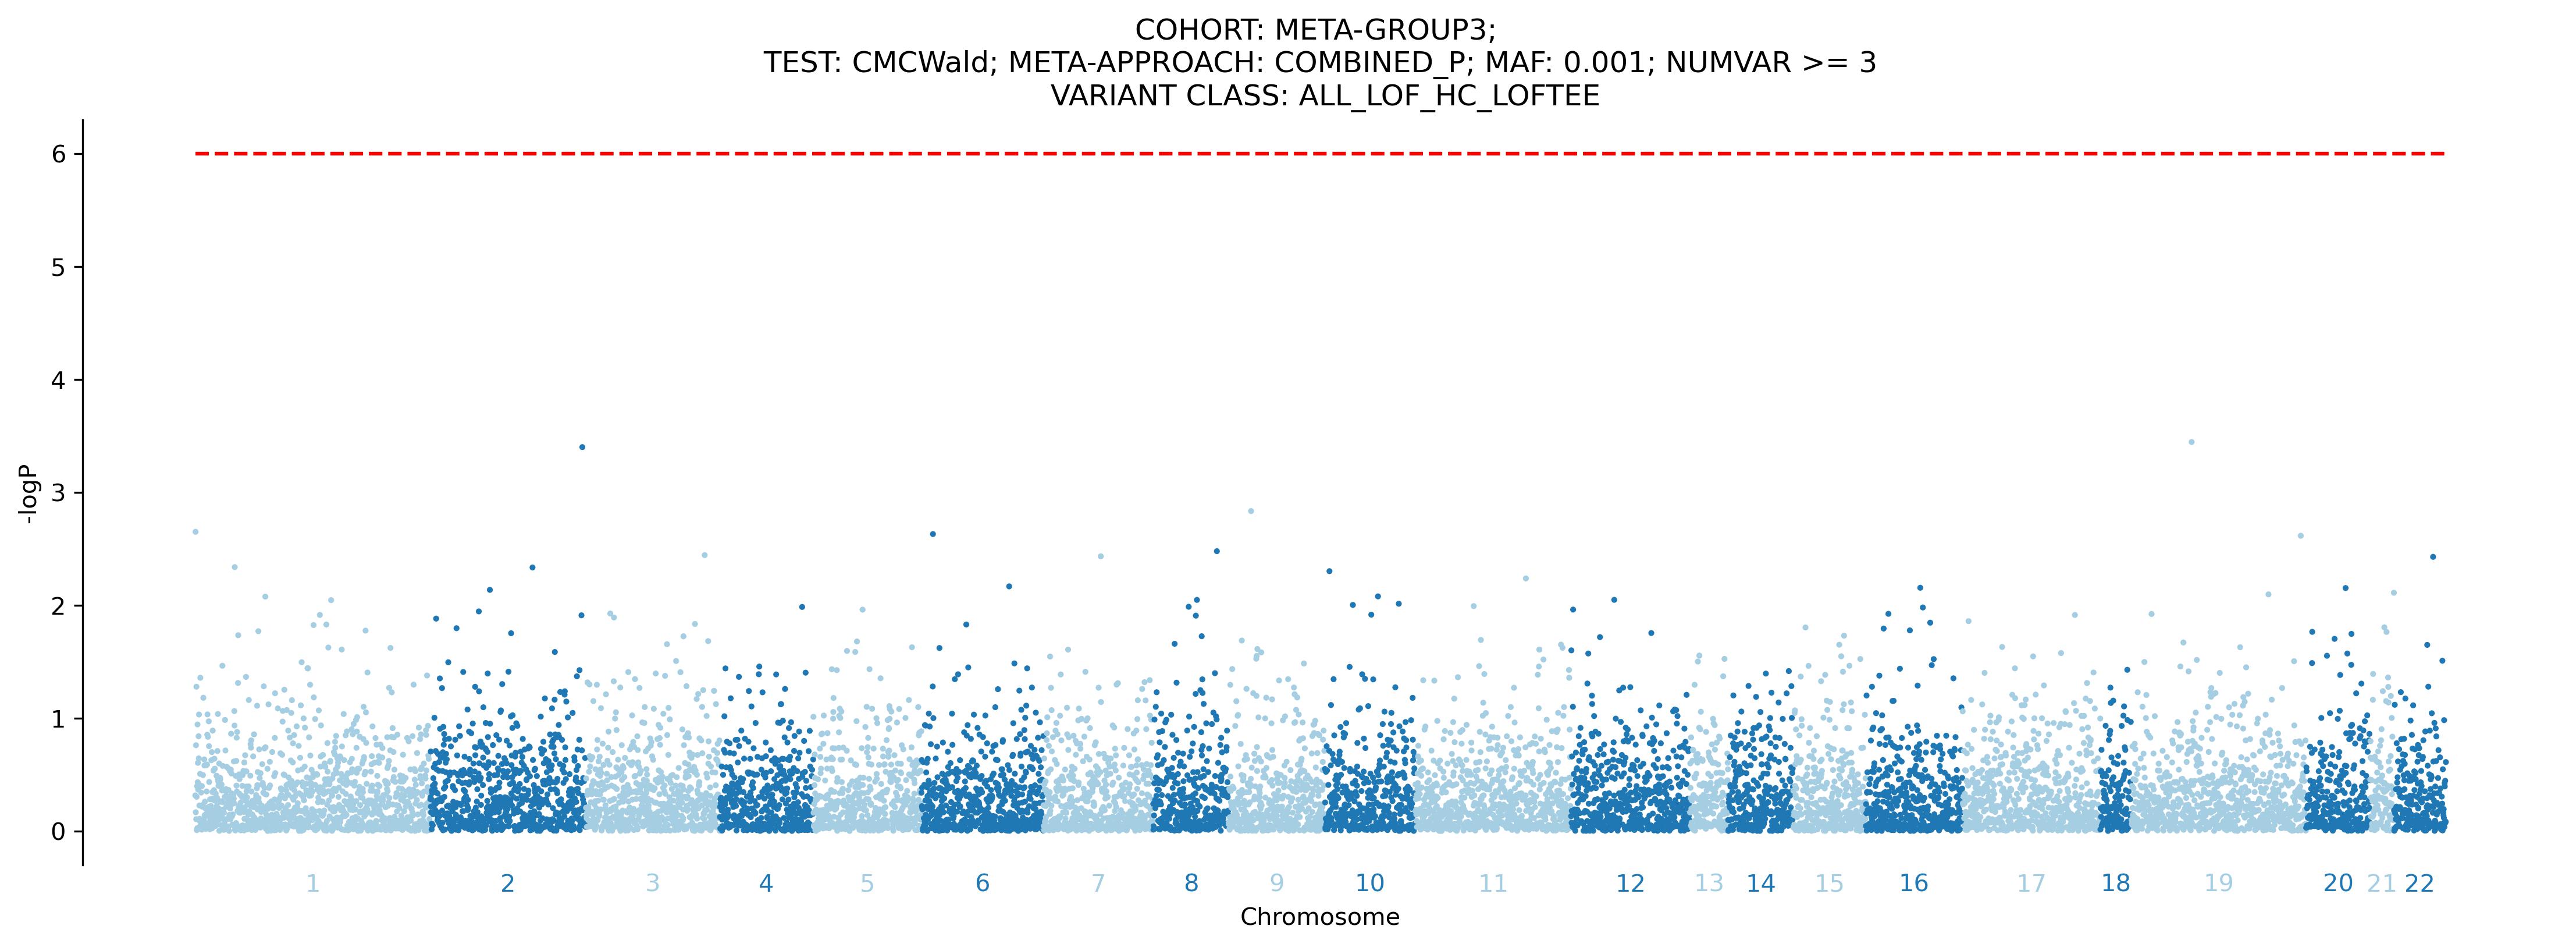 COHORT: META-GROUP3;
TEST: CMCWald; META-APPROACH: COMBINED_P; MAF: 0.001; NUMVAR >= 3
VARIANT CLASS: ALL_LOF_HC_LOFTEE
6
5
4
3
2
1
0
-logP
1 2 3 4 5 6 7 8 9 10 11 12 13 14 15 16 17 18 19 20 21 22
Chromosome